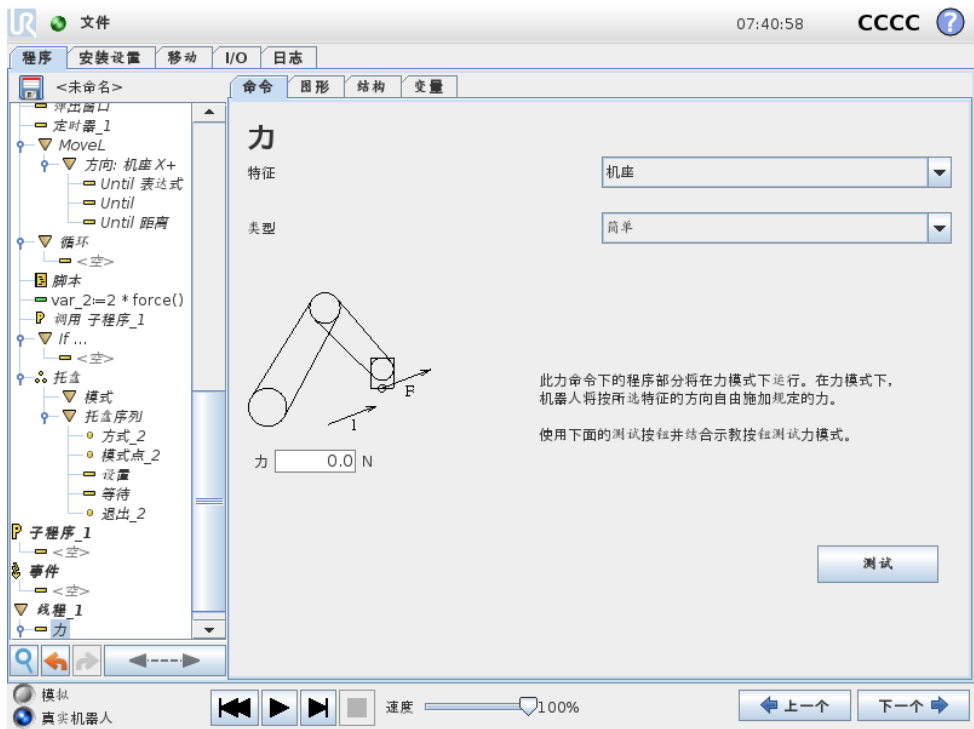 UR 文件 07:40:58 CCCC ?
程序 安装设置 移动 I/O 日志
<未命名>
命令 图形 结构 变量
弹出窗口
定时器_1
MoveL
方向: 机座 X+
Until 表达式
Until
Until 距离
循环
<空>
脚本
var_2:=2 * force()
P 调用 子程序_1
If ...
<空>
托盘
模式
托盘序列
方式_2
模式点_2
设置
等待
退出_2
P 子程序_1
<空>
事件
<空>
线程_1
力
力
特征 机座
类型 简单
F
1
力 0.0 N
此力命令下的程序部分将在力模式下运行。在力模式下，
机器人将按所选特征的方向自由施加规定的力。
使用下面的测试按钮并结合示教按钮测试力模式。
测试
模拟
真实机器人
速度 100%
上一个 下一个